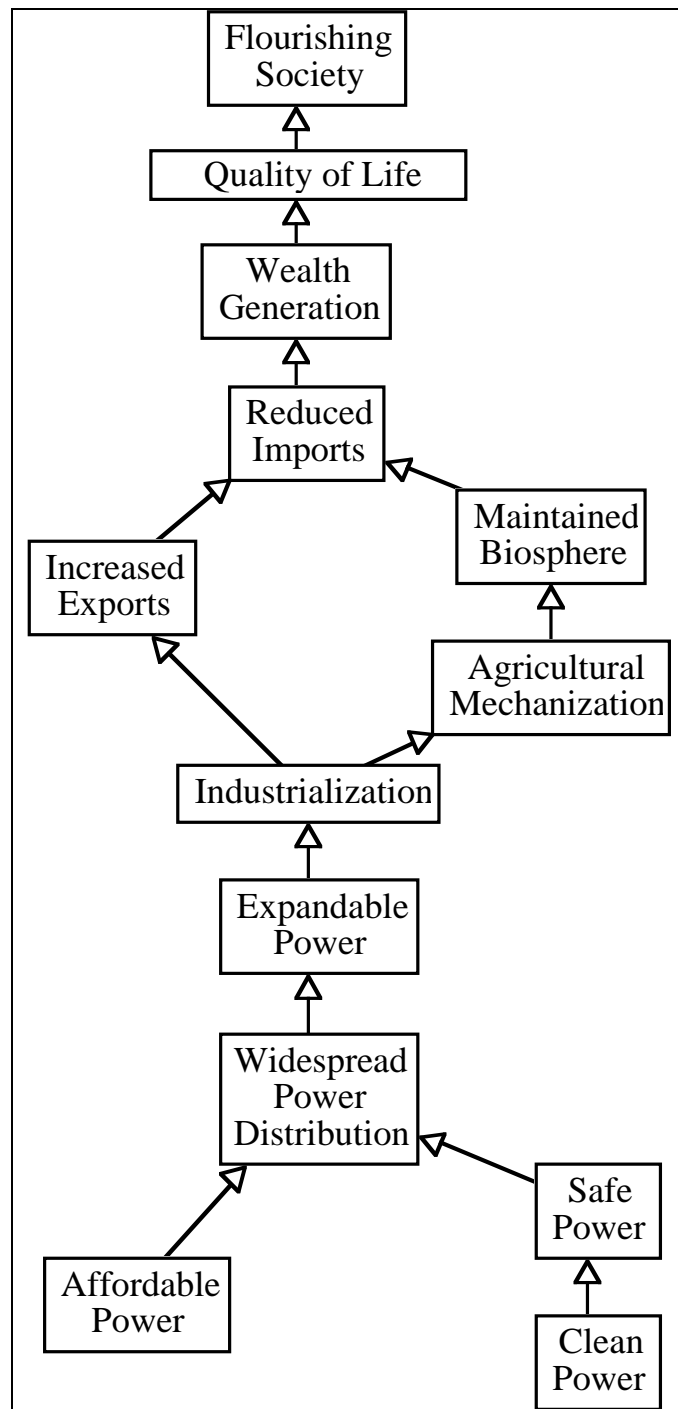 Flourishing
Society
Quality of Life
Wealth
Generation
Reduced
Imports
Maintained
Biosphere
Increased
Exports
Agricultural
Mechanization
Industrialization
Expandable
Power
Widespread
Power
Distribution
Safe
Power
Affordable
Power
Clean
Power